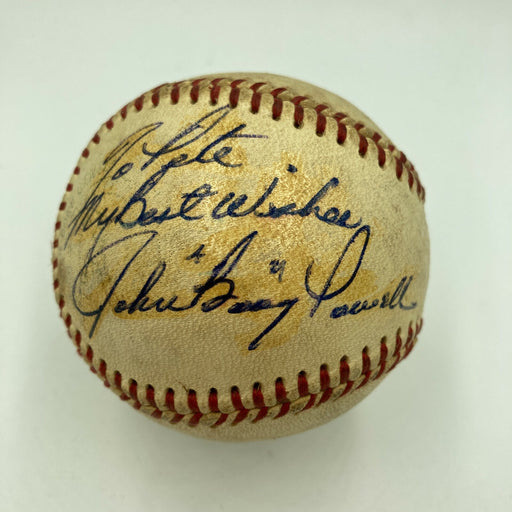 To Pete
My Best Wishes
John "Boog" Powell